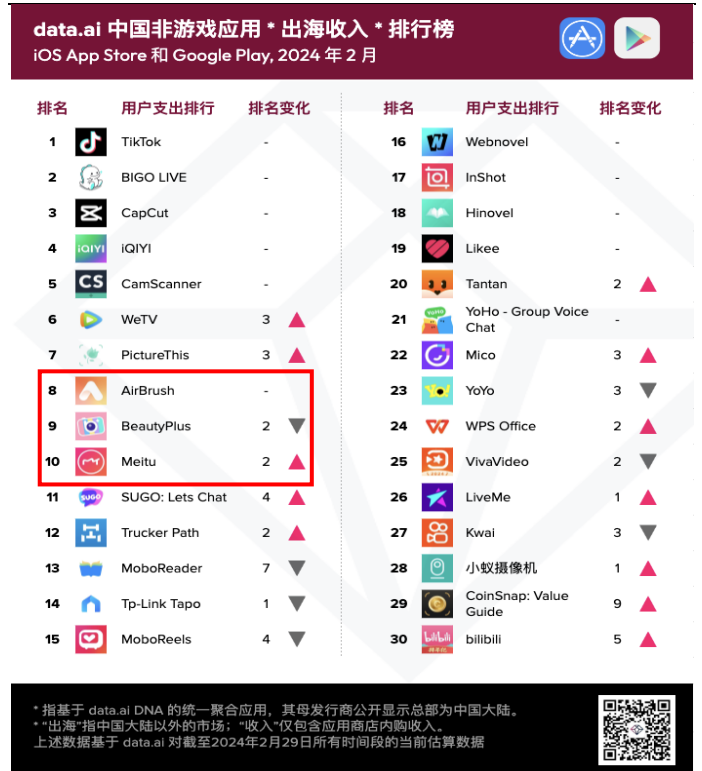 data.ai 中国非游戏应用 * 出海收入 * 排行榜
iOS App Store 和 Google Play, 2024 年 2 月
排名 用户支出排行 排名变化
1 TikTok -
2 BIGO LIVE -
3 CapCut -
4 iQIYI iQIYI -
5 CS CamScanner -
6 WeTV 3 ▲
7 PictureThis 3 ▲
8 AirBrush -
9 BeautyPlus 2 ▼
10 Meitu 2 ▲
11 SUGO SUGO: Lets Chat 4 ▲
12 Trucker Path 2 ▲
13 MoboReader 7 ▼
14 Tp-Link Tapo 1 ▼
15 MoboReels 4 ▼
排名 用户支出排行 排名变化
16 W Webnovel -
17 InShot -
18 Hinovel -
19 Likee -
20 Tantan 2 ▲
21 YOHO YoHo - Group Voice
Chat -
22 Mico 3 ▲
23 YoYo 3 ▼
24 WPS Office 2 ▲
25 VivaVideo 2 ▼
26 LiveMe 1 ▲
27 Kwai 3 ▼
28 小蚁摄像机 1 ▲
29 CoinSnap: Value
Guide 9 ▲
30 bilibili bilibili 5 ▲
* 指基于 data.ai DNA 的统一聚合应用，其母发行商公开显示总部为中国大陆。
* “出海”指中国大陆以外的市场；“收入”仅包含应用商店内购收入。
上述数据基于 data.ai 对截至2024年2月29日所有时间段的当前估算数据